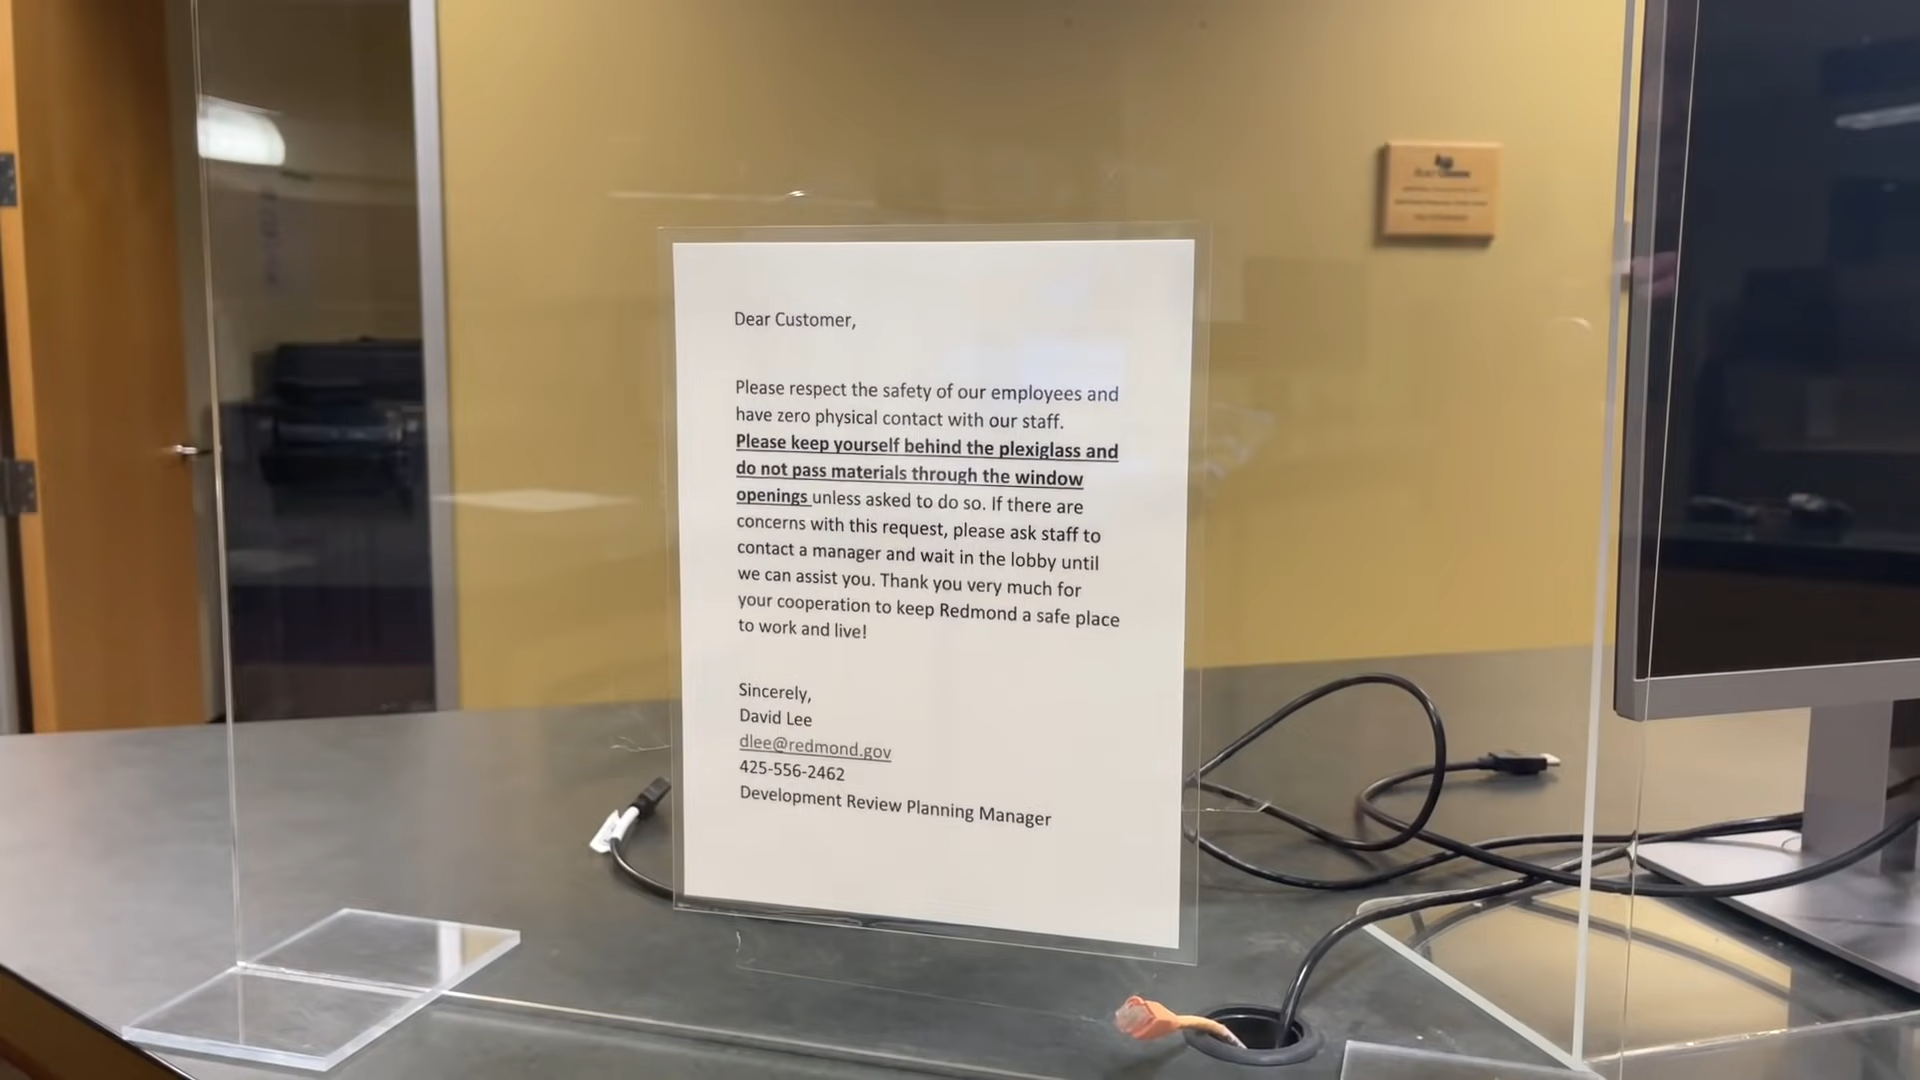 Dear Customer,
Please respect the safety of our employees and
have zero physical contact with our staff.
Please keep yourself behind the plexiglass and
do not pass materials through the window
openings unless asked to do so. If there are
concerns with this request, please ask staff to
contact a manager and wait in the lobby until
we can assist you. Thank you very much for
your cooperation to keep Redmond a safe place
to work and live!
Sincerely,
David Lee
dlee@redmond.gov
425-556-2462
Development Review Planning Manager